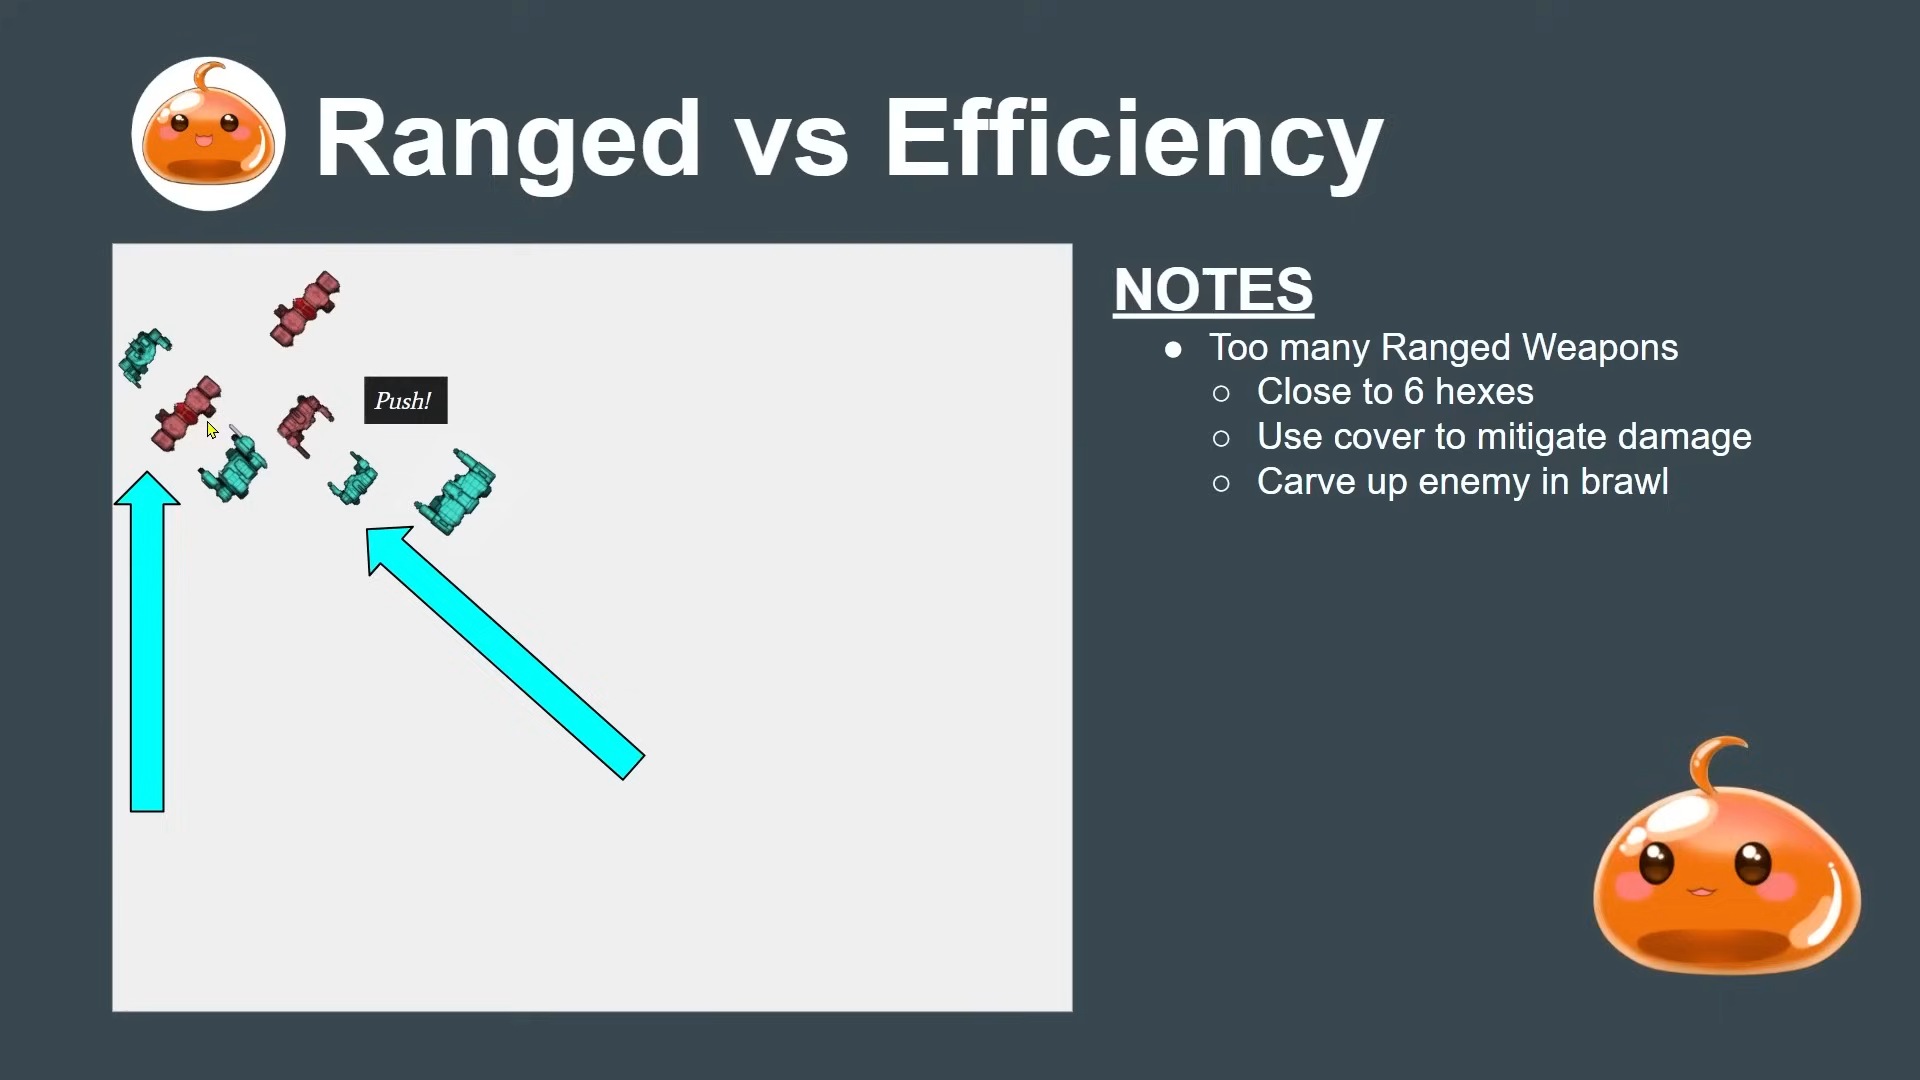 Ranged vs Efficiency
Push!
NOTES
● Too many Ranged Weapons
○ Close to 6 hexes
○ Use cover to mitigate damage
○ Carve up enemy in brawl